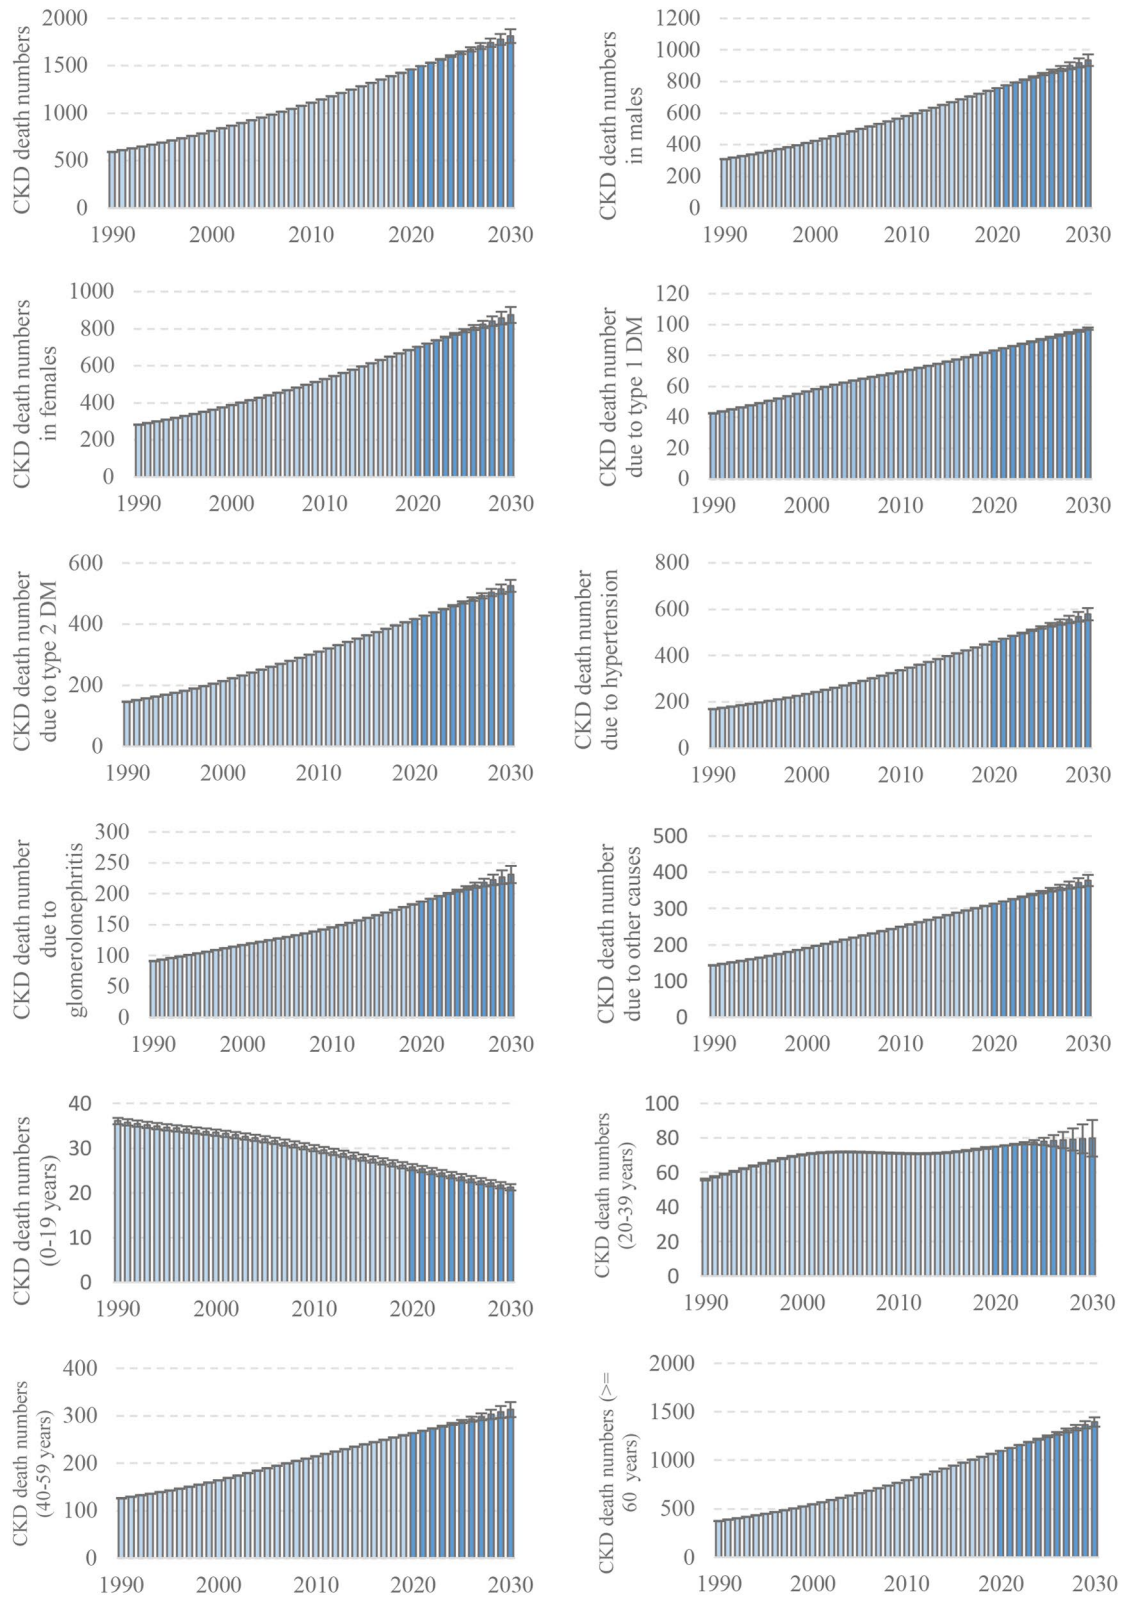 CKD death numbers
2000
1500
1000
500
0
1990 2000 2010 2020 2030
CKD death numbers
in males
1200
1000
800
600
400
200
0
1990 2000 2010 2020 2030
CKD death numbers
in females
1000
800
600
400
200
0
1990 2000 2010 2020 2030
CKD death number
due to type 1 DM
120
100
80
60
40
20
0
1990 2000 2010 2020 2030
CKD death number
due to type 2 DM
600
400
200
0
1990 2000 2010 2020 2030
CKD death number
due to hypertension
800
600
400
200
0
1990 2000 2010 2020 2030
CKD death number
due to
glomerolonephritis
300
250
200
150
100
50
0
1990 2000 2010 2020 2030
CKD death number
due to other causes
500
400
300
200
100
0
1990 2000 2010 2020 2030
CKD death numbers
(0-19 years)
40
30
20
10
0
1990 2000 2010 2020 2030
CKD death numbers
(20-39 years)
100
80
60
40
20
0
1990 2000 2010 2020 2030
CKD death numbers
(40-59 years)
400
300
200
100
0
1990 2000 2010 2020 2030
CKD death numbers (>=
60 years)
2000
1500
1000
500
0
1990 2000 2010 2020 2030